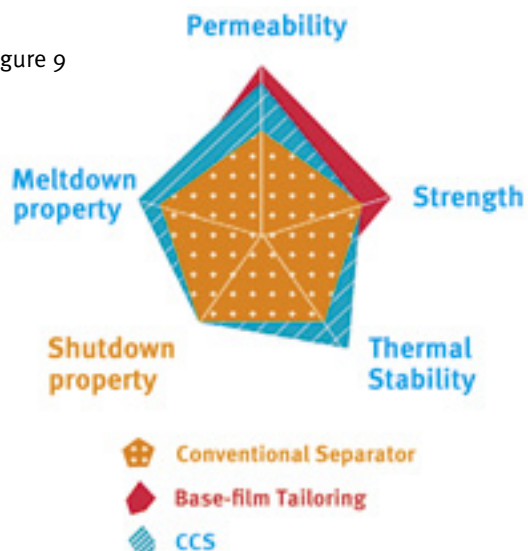 Permeability
gure 9
Meltdown
property
Strength
Shutdown
property
Thermal
Stability
Conventional Separator
Base-film Tailoring
CCS